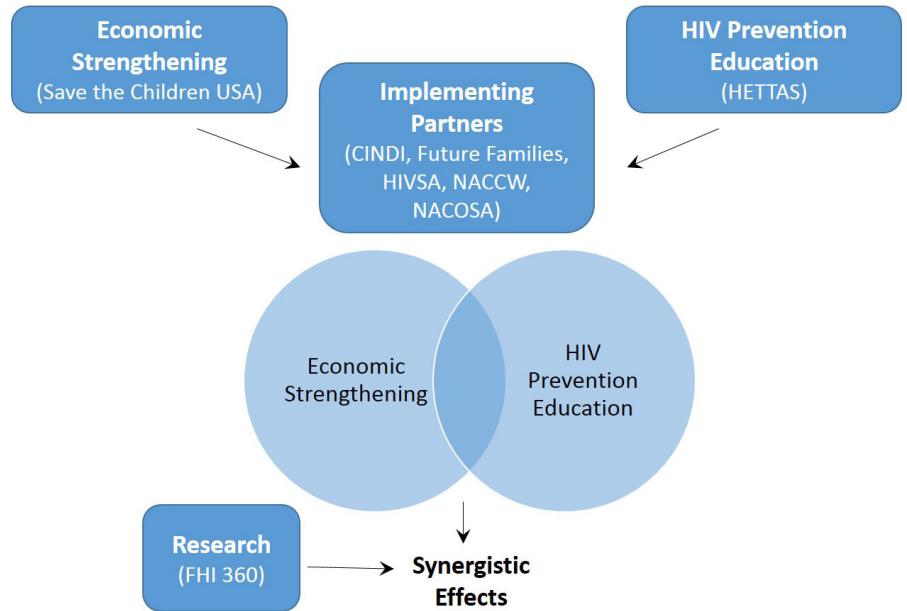 Economic
Strengthening
(Save the Children USA)
HIV Prevention
Education
(HETTAS)
Implementing
Partners
(CINDI, Future Families,
HIVSA, NACCW,
NACOSA)
Economic
Strengthening
HIV
Prevention
Education
Research
(FHI 360)
Synergistic
Effects